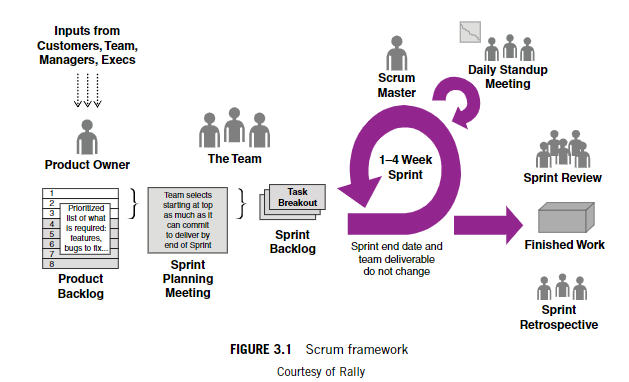 Inputs from
Customers, Team,
Managers, Execs
Product Owner
The Team
Scrum
Master
Daily Standup
Meeting
1
2
3
4
5
6
7
8
Prioritized
list of what
is required:
features,
bugs to fix...
Product
Backlog
Team selects
starting at top
as much as it
can commit
to deliver by
end of Sprint
Sprint
Planning
Meeting
Task
Breakout
Sprint
Backlog
1–4 Week
Sprint
Sprint end date and
team deliverable
do not change
Sprint Review
Finished Work
Sprint
Retrospective
FIGURE 3.1 Scrum framework
Courtesy of Rally